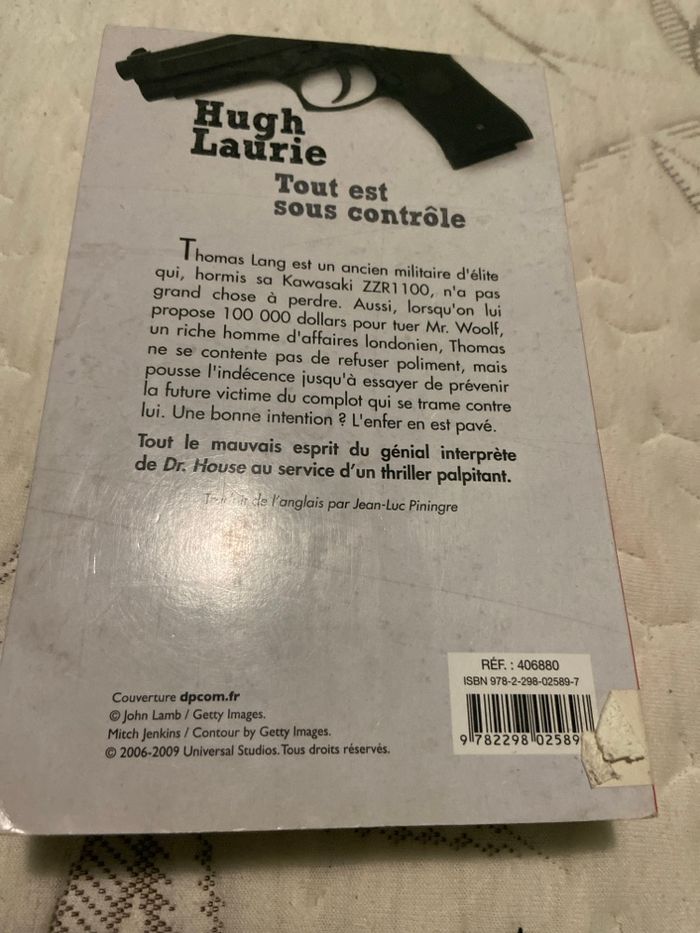 Hugh
Laurie
Tout est
sous contrôle
Thomas Lang est un ancien militaire d'élite
qui, hormis sa Kawasaki ZZR1100, n'a pas
grand chose à perdre. Aussi, lorsqu'on lui
propose 100 000 dollars pour tuer Mr. Woolf,
un riche homme d'affaires londonien, Thomas
ne se contente pas de refuser poliment, mais
pousse l'indécence jusqu'à essayer de prévenir
la future victime du complot qui se trame contre
lui. Une bonne intention ? L'enfer en est pavé.
Tout le mauvais esprit du génial interprète
de Dr. House au service d'un thriller palpitant.
de l'anglais par Jean-Luc Piningre
RÉF. : 406880
ISBN 978-2-298-02589-7
9 782298 02589
Couverture dpcom.fr
© John Lamb / Getty Images.
Mitch Jenkins / Contour by Getty Images.
© 2006-2009 Universal Studios. Tous droits réservés.